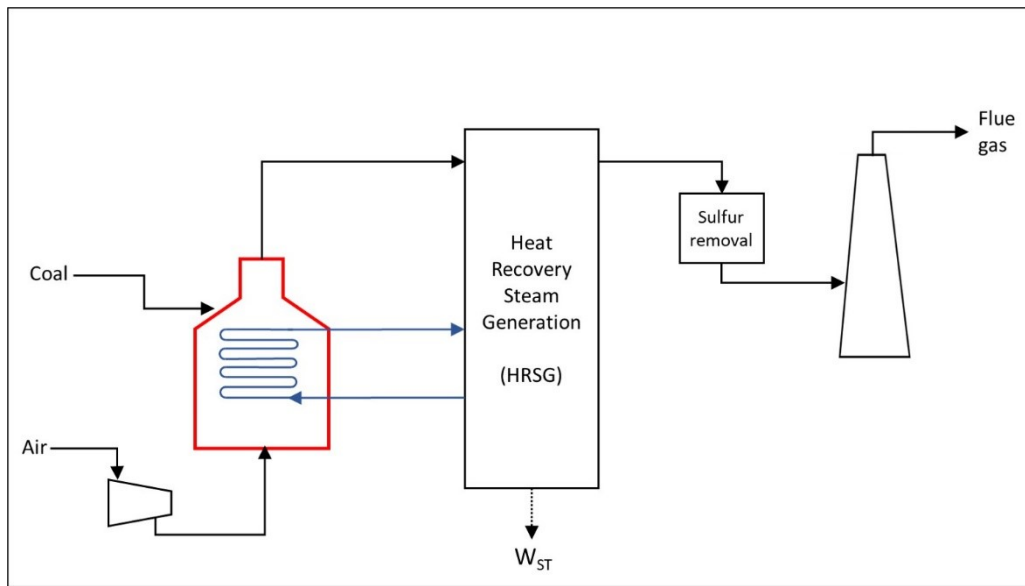 Coal
Air
Heat
Recovery
Steam
Generation
(HRSG)
W_ST
Sulfur
removal
Flue
gas